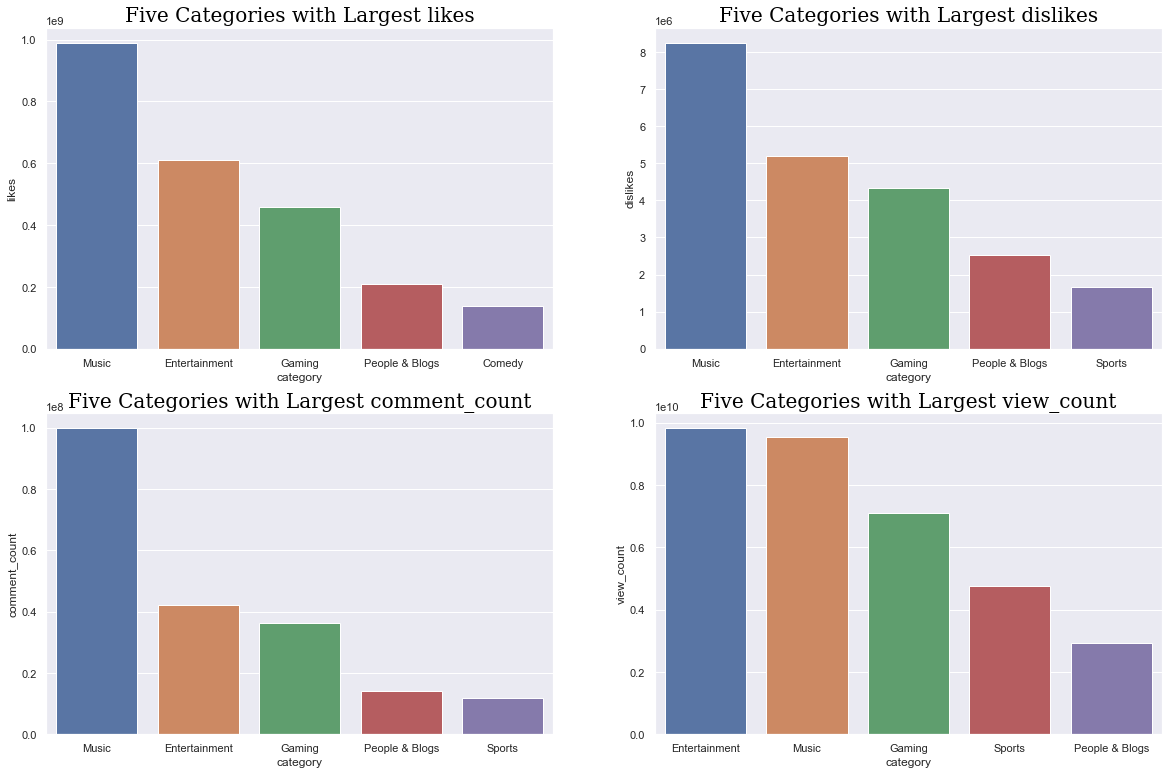 Five Categories with Largest likes
1e9
1.0
0.8
0.6
0.4
0.2
0.0
likes
Music Entertainment Gaming People & Blogs Comedy
category
Five Categories with Largest dislikes
1e6
8
7
6
5
4
3
2
1
0
dislikes
Music Entertainment Gaming People & Blogs Sports
category
Five Categories with Largest comment_count
1e8
1.0
0.8
0.6
0.4
0.2
0.0
comment_count
Music Entertainment Gaming People & Blogs Sports
category
Five Categories with Largest view_count
1e10
1.0
0.8
0.6
0.4
0.2
0.0
view_count
Entertainment Music Gaming Sports People & Blogs
category